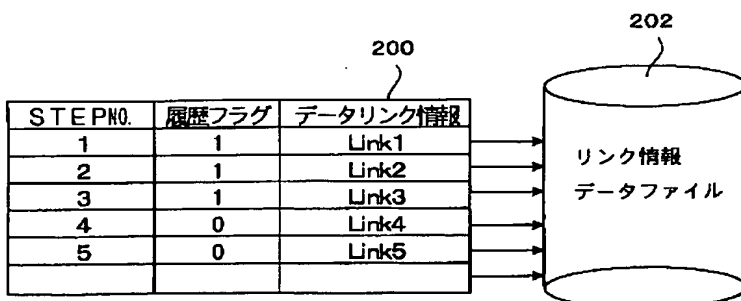 202
200
STEPNO. 履歴フラグ データリンク情報
1 1 Link1
2 1 Link2
3 1 Link3
4 0 Link4
5 0 Link5
リンク情報
データファイル